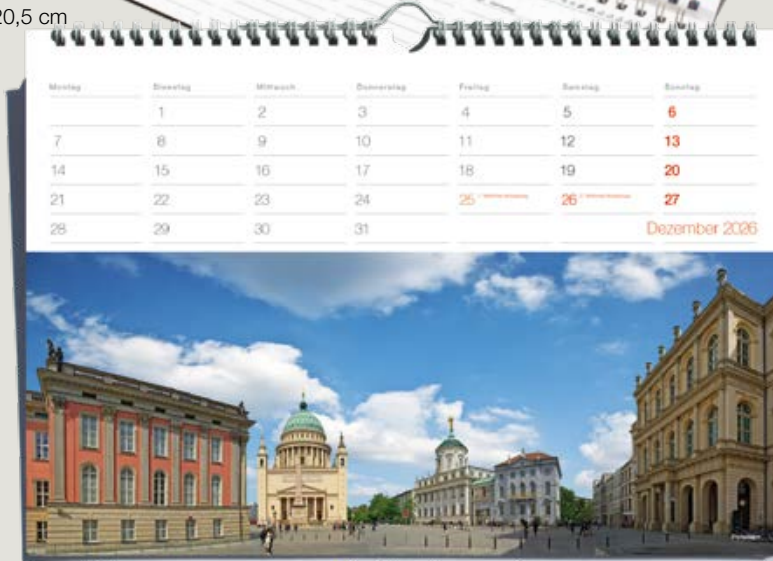 20,5 cm
Montag Dienstag Mittwoch Donnerstag Freitag Samstag Sonntag
1 2 3 4 5 6
7 8 9 10 11 12 13
14 15 16 17 18 19 20
21 22 23 24 25 26 27
28 29 30 31 Dezember 2026